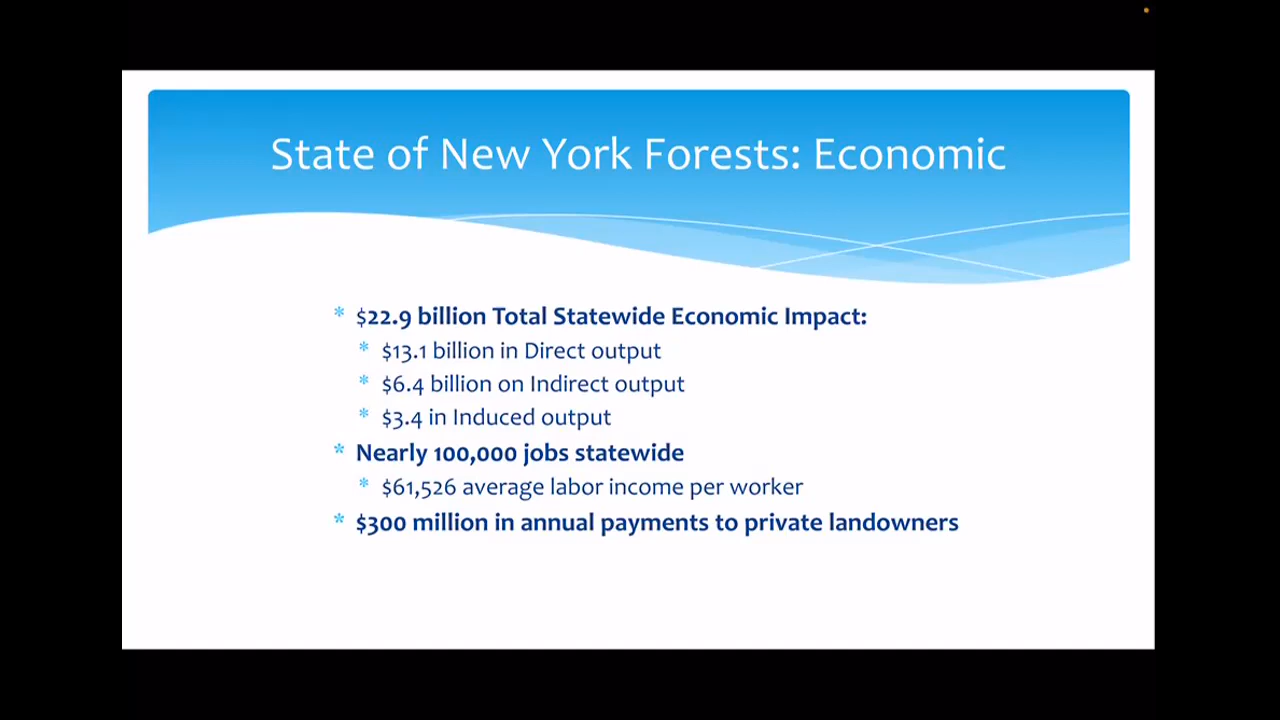 State of New York Forests: Economic
* $22.9 billion Total Statewide Economic Impact:
* $13.1 billion in Direct output
* $6.4 billion on Indirect output
* $3.4 in Induced output
* Nearly 100,000 jobs statewide
* $61,526 average labor income per worker
* $300 million in annual payments to private landowners